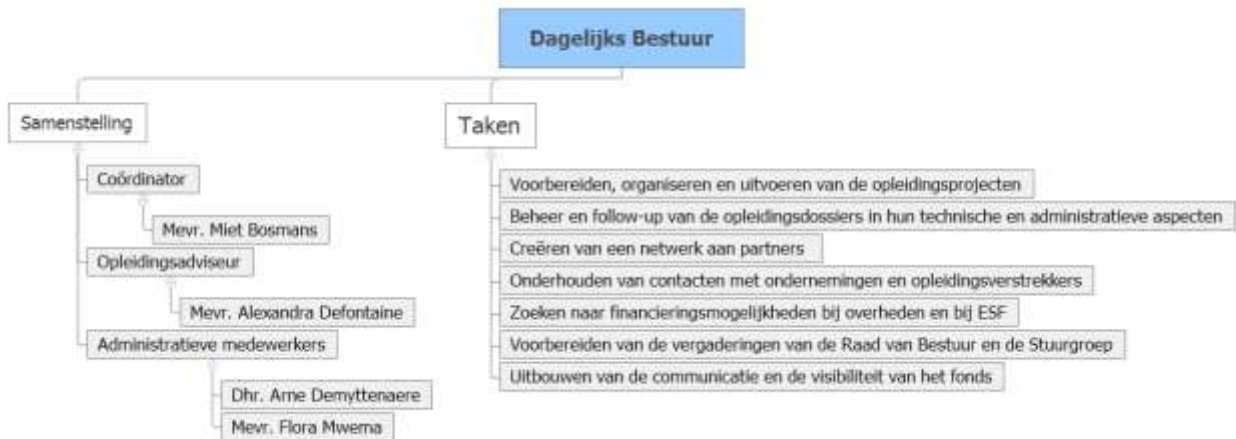 Dagelijks Bestuur
Samenstelling
Coördinator
Mevr. Miet Bosmans
Opleidingsadviseur
Mevr. Alexandra Defontaine
Administratieve medewerkers
Dhr. Arne Demyttenaere
Mevr. Flora Mwema
Taken
Voorbereiden, organiseren en uitvoeren van de opleidingsprojecten
Beheer en follow-up van de opleidingsdossiers in hun technische en administratieve aspecten
Creëren van een netwerk aan partners
Onderhouden van contacten met ondernemingen en opleidingsverstrekkers
Zoeken naar financieringsmogelijkheden bij overheden en bij ESF
Voorbereiden van de vergaderingen van de Raad van Bestuur en de Stuurgroep
Uitbouwen van de communicatie en de visibiliteit van het fonds